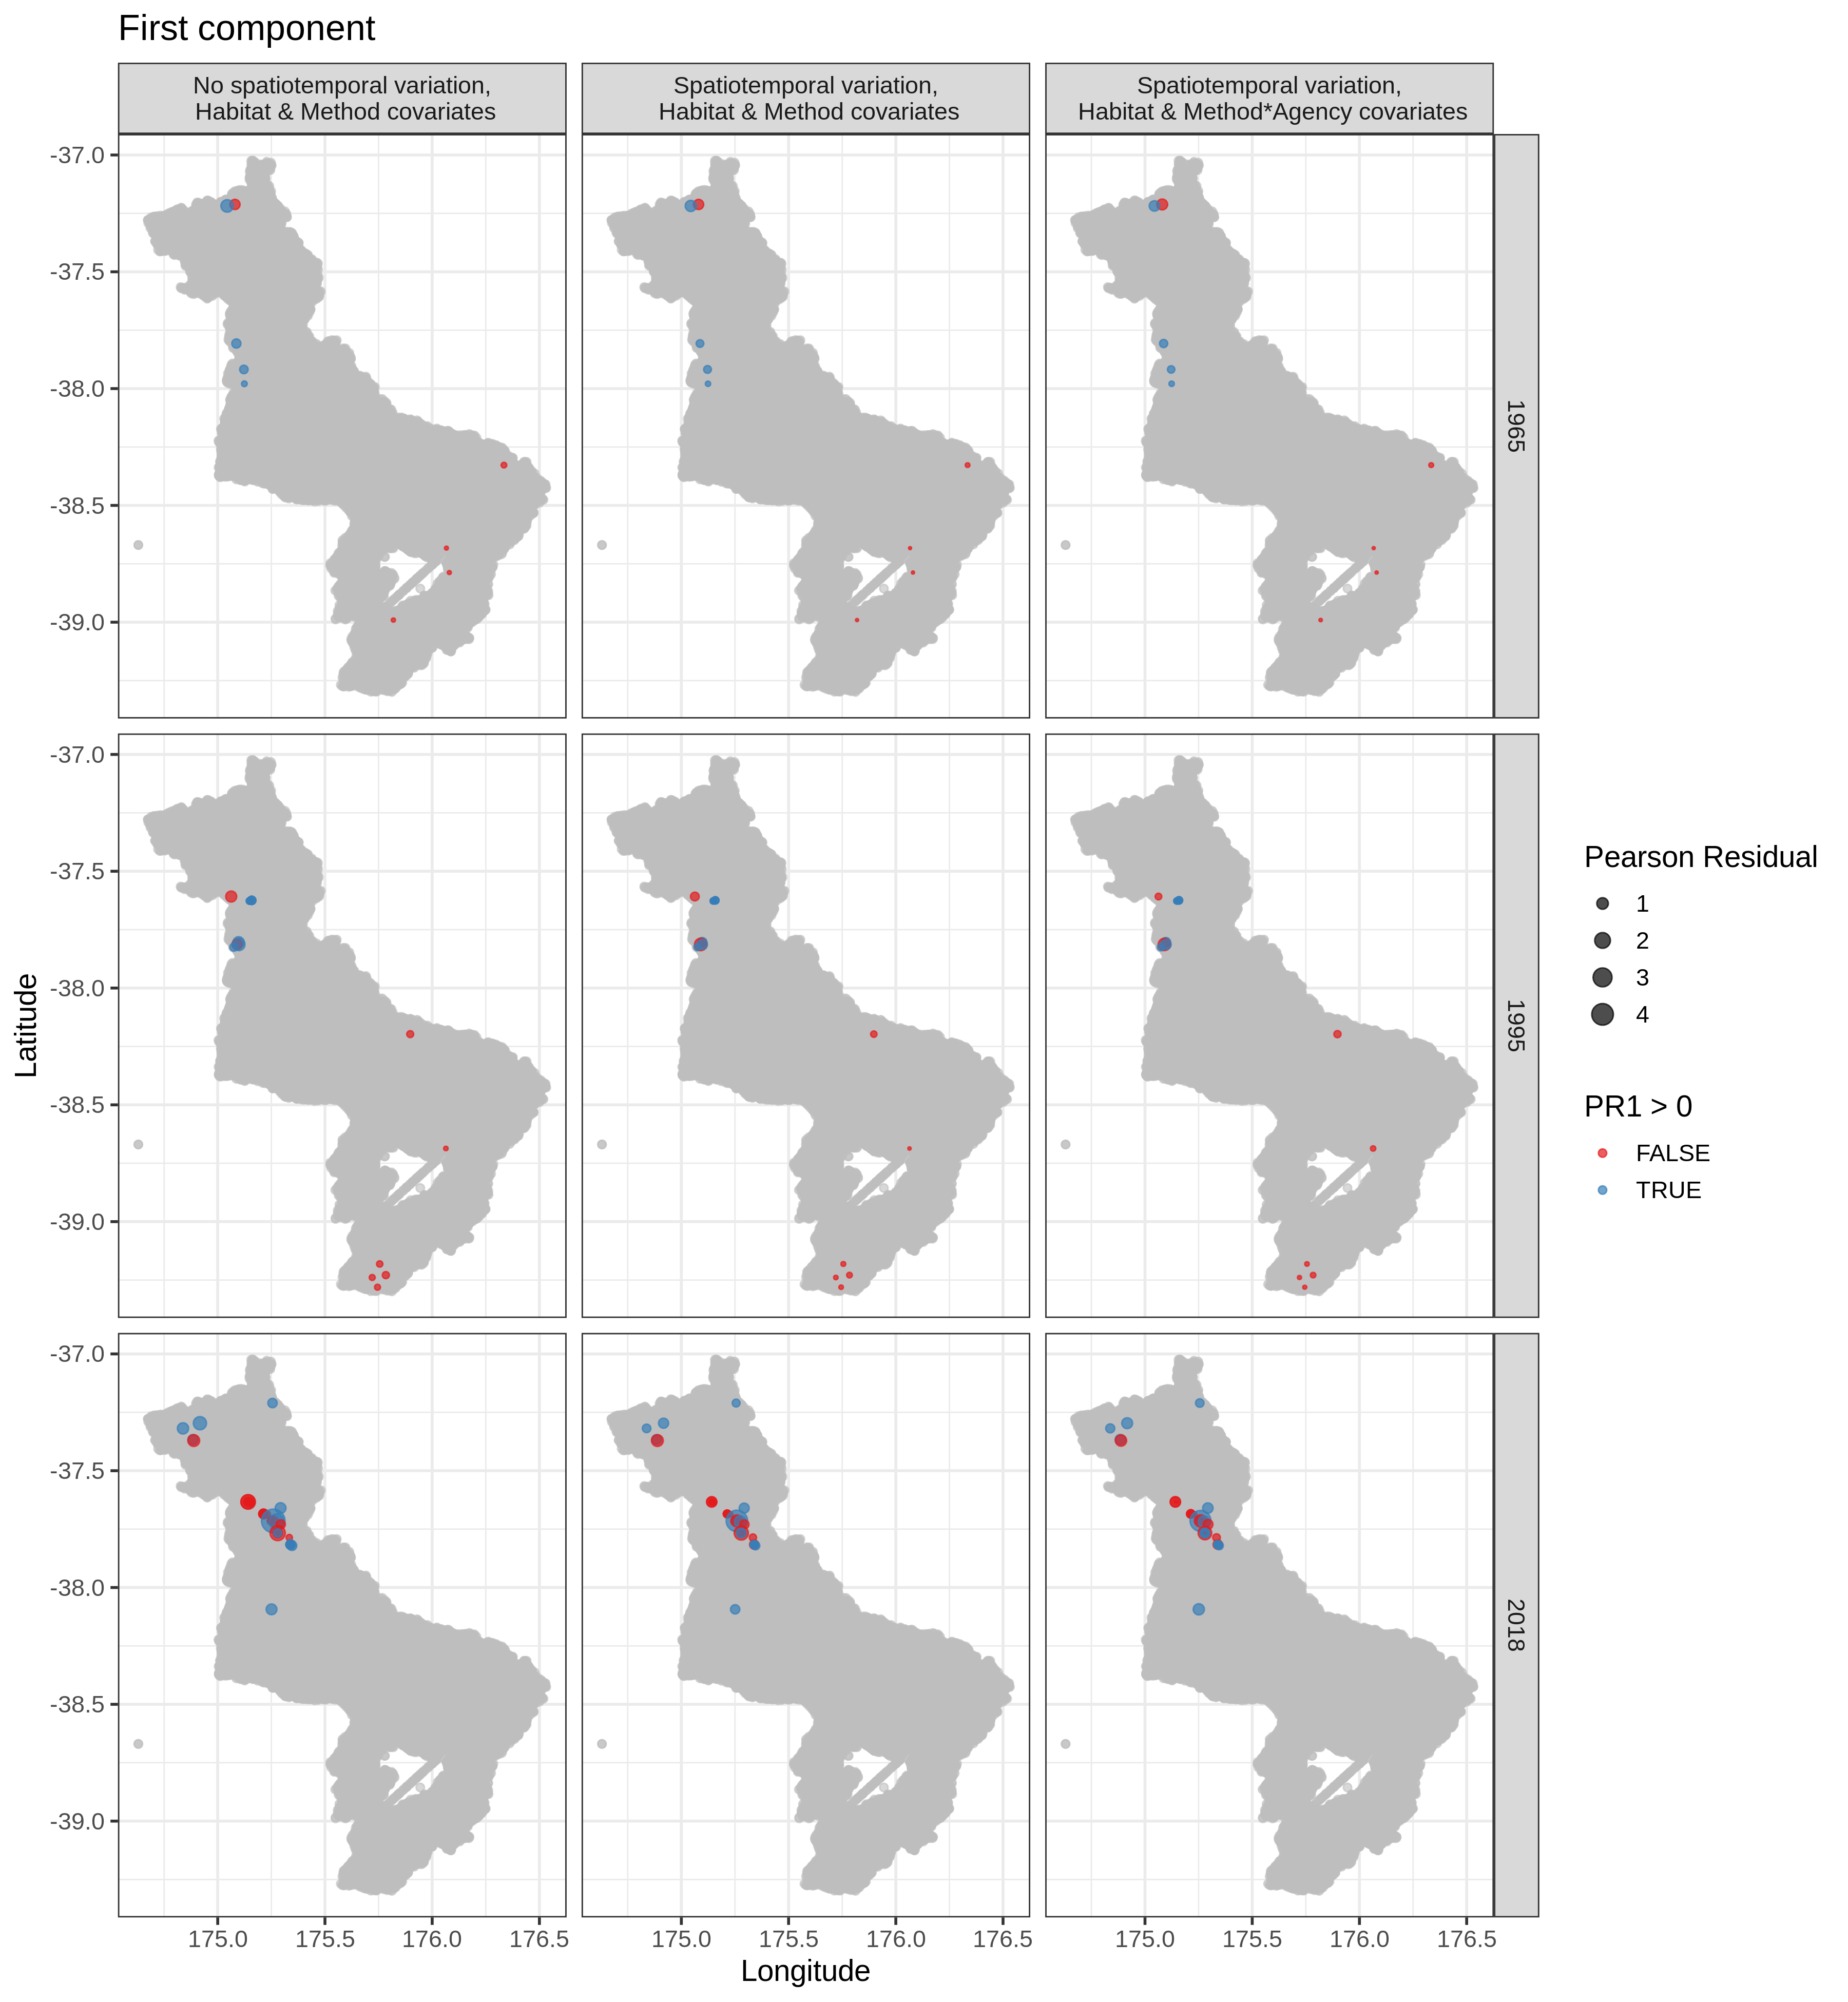 First component
No spatiotemporal variation,
Habitat & Method covariates
Spatiotemporal variation,
Habitat & Method covariates
Spatiotemporal variation,
Habitat & Method*Agency covariates
-37.0
-37.5
-38.0
-38.5
-39.0
1965
-37.0
-37.5
-38.0
-38.5
-39.0
1995
-37.0
-37.5
-38.0
-38.5
-39.0
2018
Latitude
175.0 175.5 176.0 176.5
175.0 175.5 176.0 176.5
175.0 175.5 176.0 176.5
Longitude
Pearson Residual
1
2
3
4
PR1 > 0
FALSE
TRUE